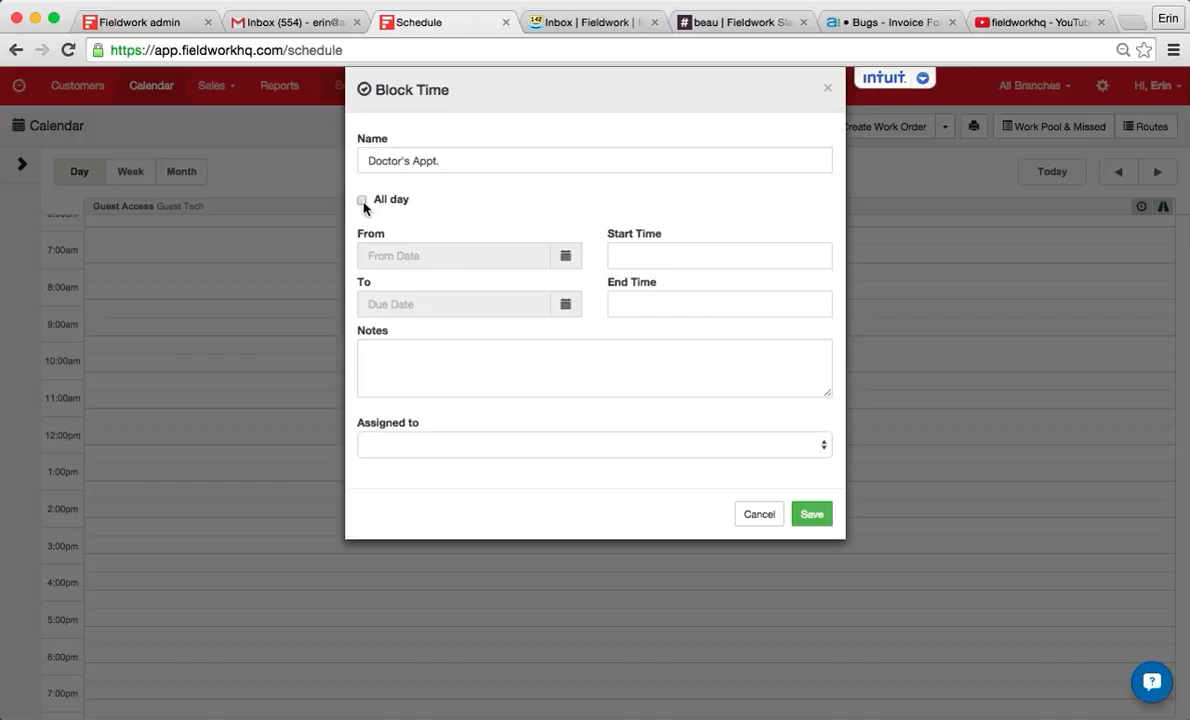 Fieldwork admin
Inbox (554) - erin@a
Schedule
Inbox | Fieldwork |
beau | Fieldwork Sla
Bugs - Invoice Fo
fieldworkhq - YouTub
Erin
https://app.fieldworkhq.com/schedule
Customers
Calendar
Sales
Reports
Block Time
×
intuit.
All Branches
Hi, Erin
Calendar
Create Work Order
Work Pool & Missed
Routes
Name
Doctor's Appt.
Day
Week
Month
Today
All day
Guest Access Guest Tech
From
Start Time
From Date
To
End Time
Due Date
Notes
Assigned to
Cancel
Save
7:00am
8:00am
9:00am
10:00am
11:00am
12:00pm
1:00pm
2:00pm
3:00pm
4:00pm
5:00pm
6:00pm
7:00pm